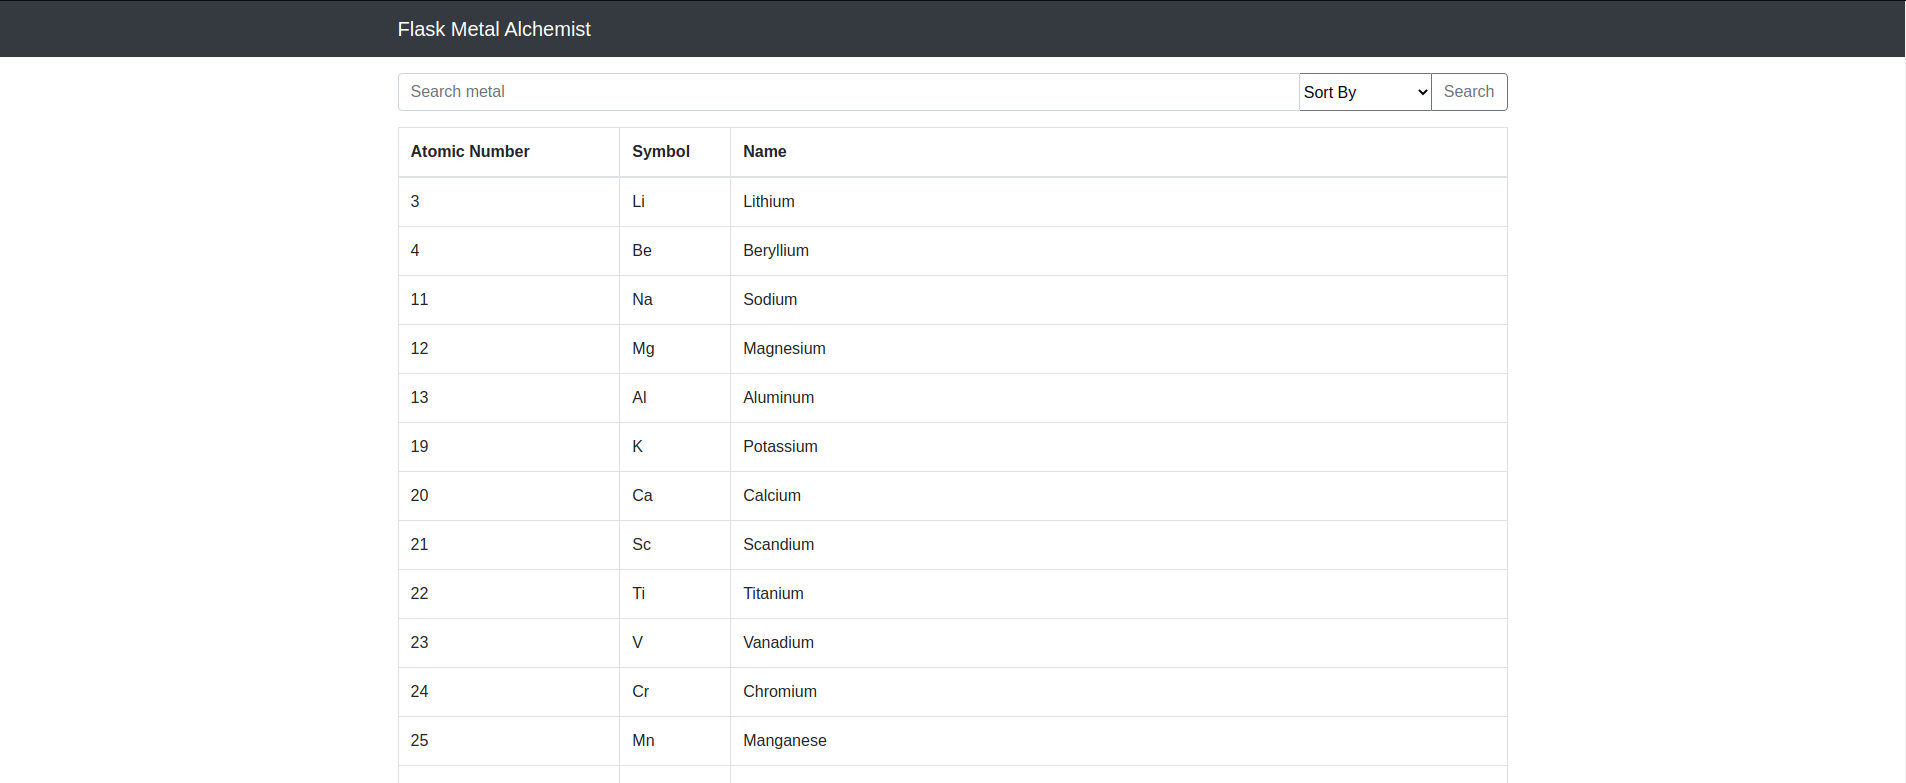 Flask Metal Alchemist
Search metal Sort By Search
Atomic Number Symbol Name
3 Li Lithium
4 Be Beryllium
11 Na Sodium
12 Mg Magnesium
13 Al Aluminum
19 K Potassium
20 Ca Calcium
21 Sc Scandium
22 Ti Titanium
23 V Vanadium
24 Cr Chromium
25 Mn Manganese